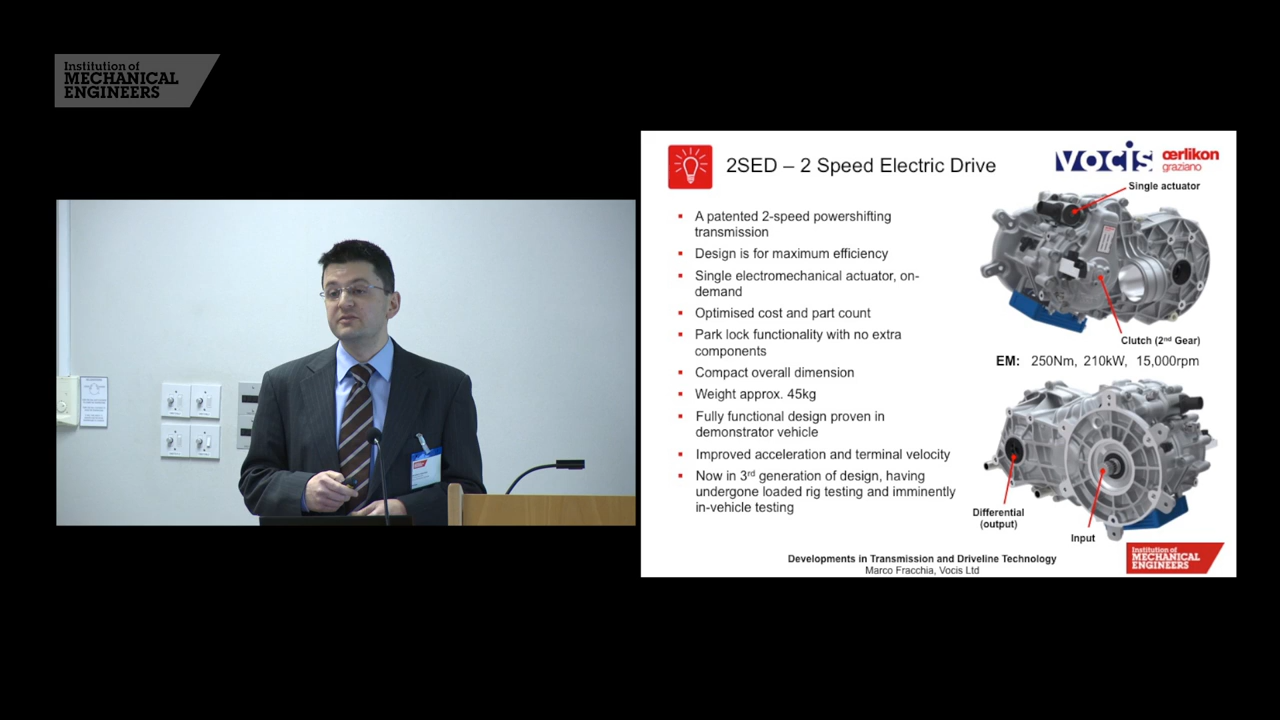 Institution of
MECHANICAL
ENGINEERS
2SED – 2 Speed Electric Drive
vocis
œrlikon
graziano
Single actuator
A patented 2-speed powershifting
transmission
Design is for maximum efficiency
Single electromechanical actuator, on-
demand
Optimised cost and part count
Park lock functionality with no extra
components
Compact overall dimension
Weight approx. 45kg
Fully functional design proven in
demonstrator vehicle
Improved acceleration and terminal velocity
Now in 3rd generation of design, having
undergone loaded rig testing and imminently
in-vehicle testing
Clutch (2nd Gear)
EM: 250Nm, 210kW, 15,000rpm
Differential
(output)
Input
Developments in Transmission and Driveline Technology
Marco Fracchia, Vocis Ltd
Institution of
MECHANICAL
ENGINEERS